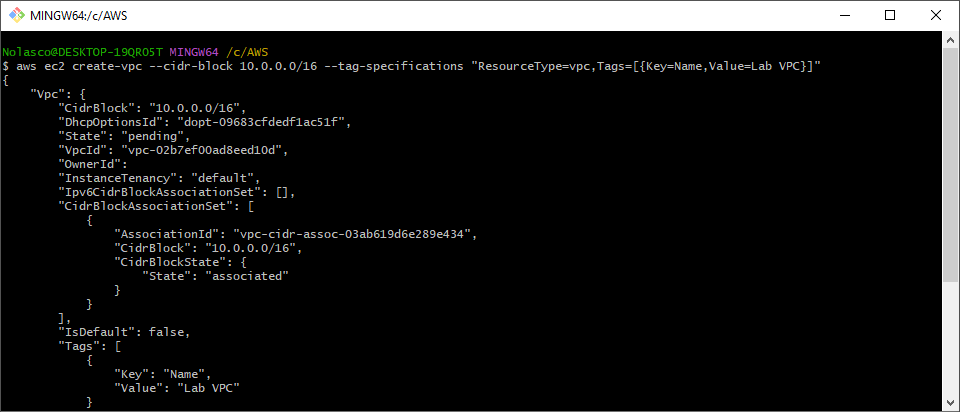 MINGW64:/c/AWS
Nolasco@DESKTOP-19QRO5T MINGW64 /c/AWS
$ aws ec2 create-vpc --cidr-block 10.0.0.0/16 --tag-specifications "ResourceType=vpc,Tags=[{Key=Name,Value=Lab VPC}]"
{
    "Vpc": {
        "CidrBlock": "10.0.0.0/16",
        "DhcpOptionsId": "dopt-09683cfdedf1ac51f",
        "State": "pending",
        "VpcId": "vpc-02b7ef00ad8eed10d",
        "OwnerId":
        "InstanceTenancy": "default",
        "Ipv6CidrBlockAssociationSet": [],
        "CidrBlockAssociationSet": [
            {
                "AssociationId": "vpc-cidr-assoc-03ab619d6e289e434",
                "CidrBlock": "10.0.0.0/16",
                "CidrBlockState": {
                    "State": "associated"
                }
            }
        ],
        "IsDefault": false,
        "Tags": [
            {
                "Key": "Name",
                "Value": "Lab VPC"
            }